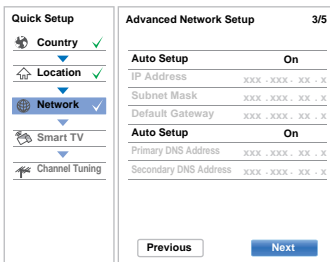 Quick Setup
Country
Location
Network
Smart TV
Channel Tuning
Advanced Network Setup 3/5
Auto Setup On
IP Address xxx . xxx . xx . x
Subnet Mask xxx . xxx . xx . x
Default Gateway xxx . xxx . xx . x
Auto Setup On
Primary DNS Address xxx . xxx . xx . x
Secondary DNS Address xxx . xxx . xx . x
Previous Next